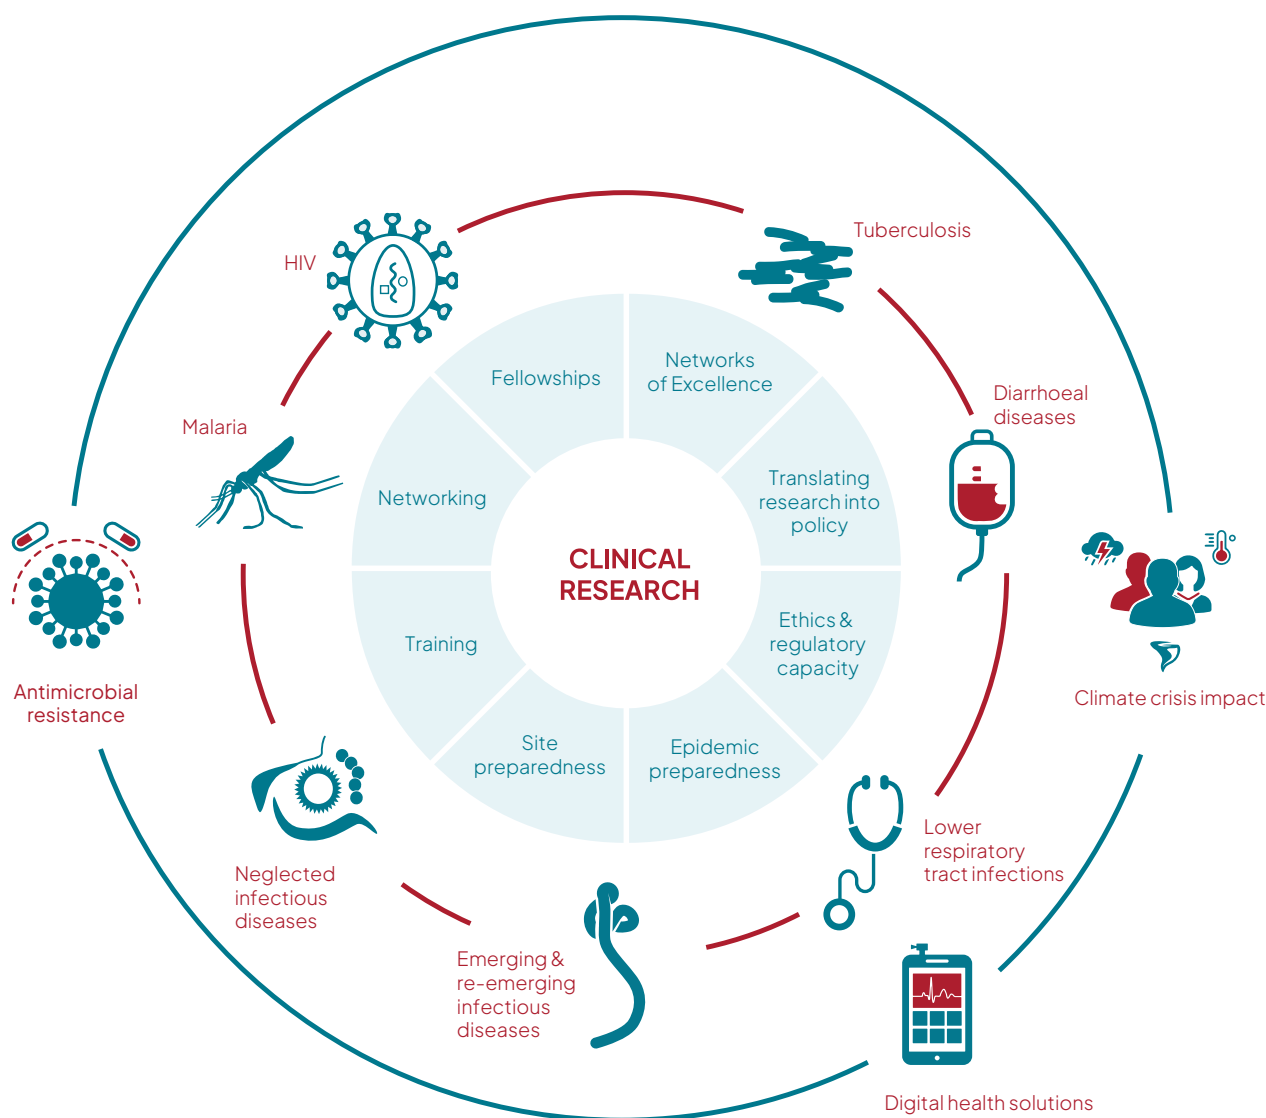 Tuberculosis
HIV
Networks
of Excellence
Fellowships
Diarrhoeal
diseases
Malaria
Translating
research into
policy
Networking
CLINICAL
RESEARCH
Ethics &
regulatory
capacity
Training
Antimicrobial
resistance
Climate crisis impact
Site
preparedness
Epidemic
preparedness
Lower
respiratory
tract infections
Neglected
infectious
diseases
Emerging &
re-emerging
infectious
diseases
Digital health solutions